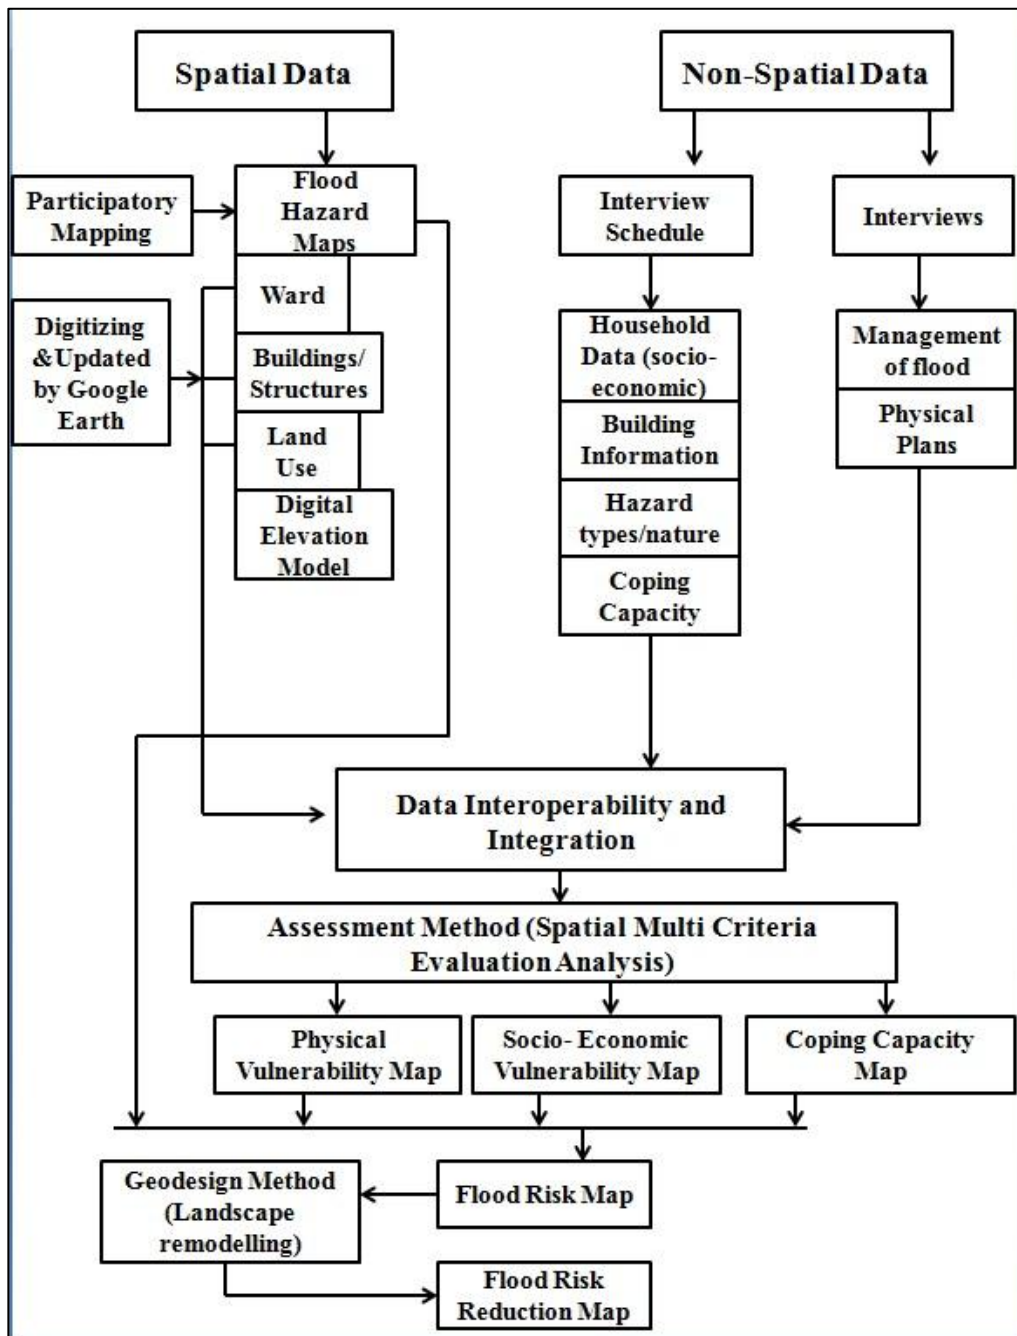 Spatial Data
Non-Spatial Data
Participatory
Mapping
Flood
Hazard
Maps
Interview
Schedule
Interviews
Digitizing
&Updated
by Google
Earth
Ward
Buildings/
Structures
Land
Use
Digital
Elevation
Model
Household
Data (socio-
economic)
Building
Information
Hazard
types/nature
Coping
Capacity
Management
of flood
Physical
Plans
Data Interoperability and
Integration
Assessment Method (Spatial Multi Criteria
Evaluation Analysis)
Physical
Vulnerability Map
Socio- Economic
Vulnerability Map
Coping Capacity
Map
Geodesign Method
(Landscape
remodelling)
Flood Risk Map
Flood Risk
Reduction Map